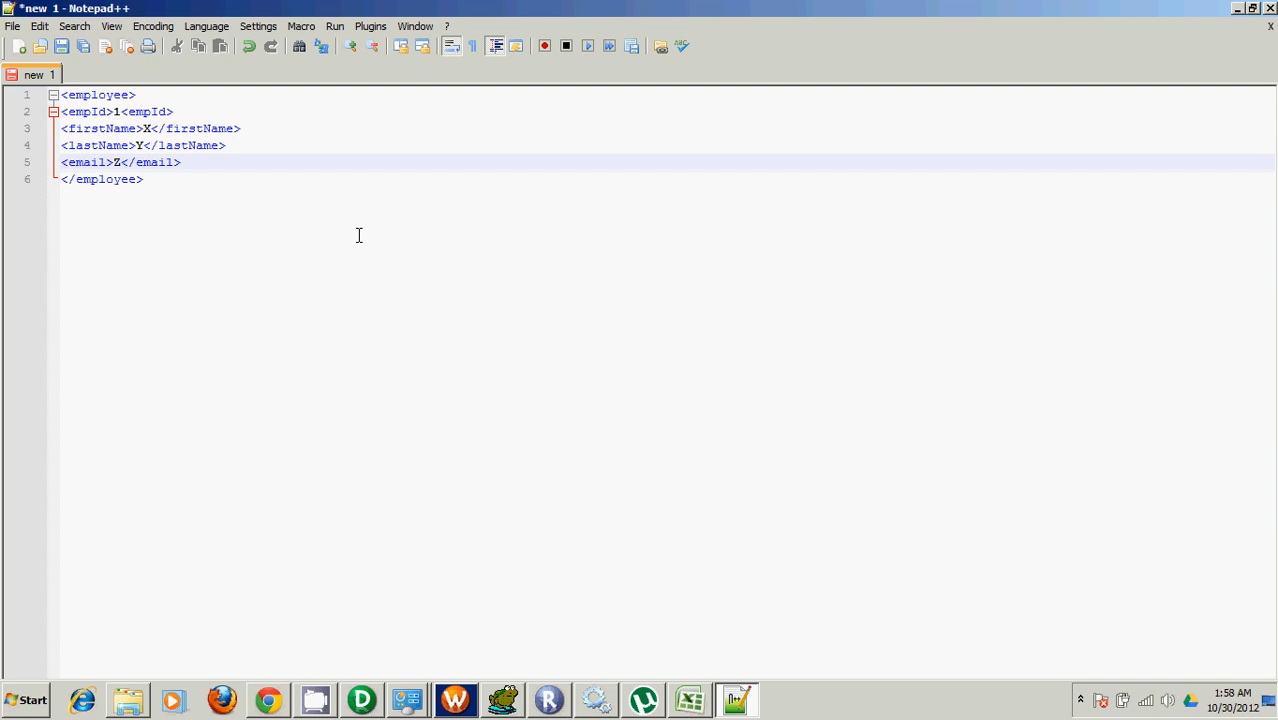 *new 1 - Notepad++
File Edit Search View Encoding Language Settings Macro Run Plugins Window ? X
new 1
1 <employee>
2 <empId>1<empId>
3 <firstName>X</firstName>
4 <lastName>Y</lastName>
5 <email>Z</email>
6 </employee>
Start
1:58 AM
10/30/2012